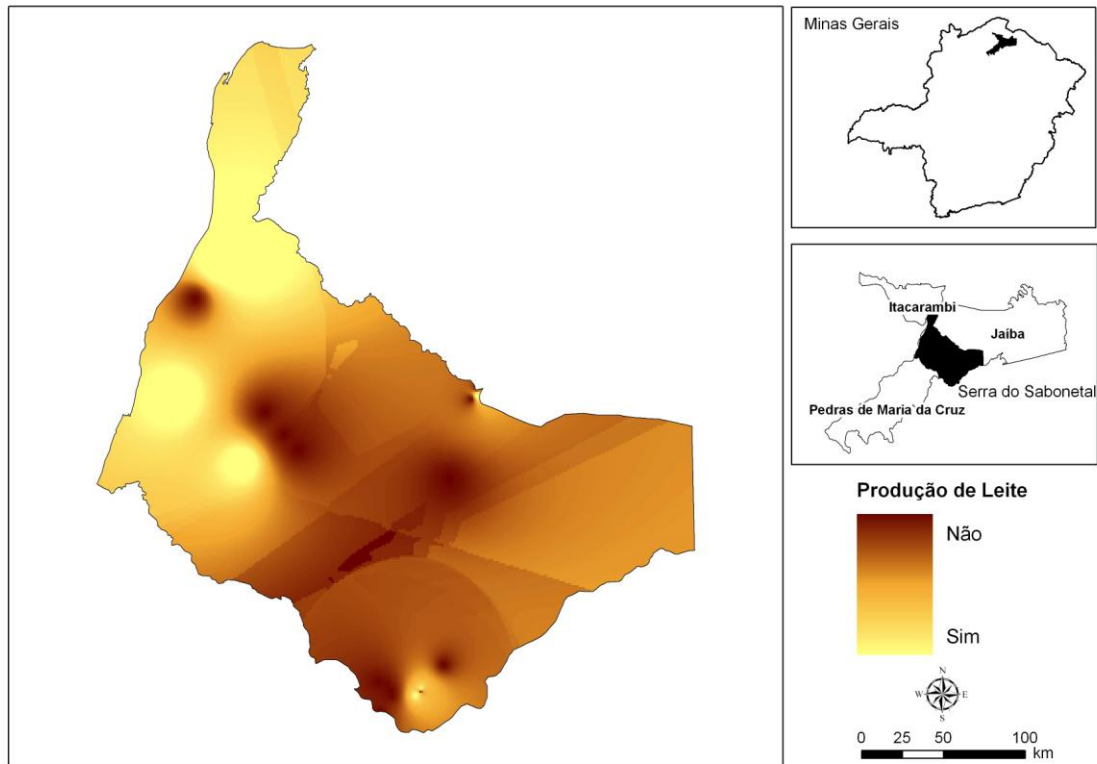 Minas Gerais
Itacarambi
Jaíba
Serra do Sabonetal
Pedras de Maria da Cruz
Produção de Leite
Não
Sim
N
W E
S
0 25 50 100
km